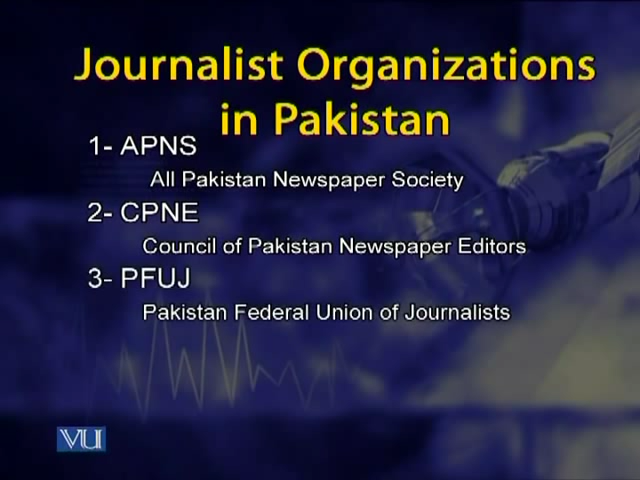 Journalist Organizations
in Pakistan
1- APNS
All Pakistan Newspaper Society
2- CPNE
Council of Pakistan Newspaper Editors
3- PFUJ
Pakistan Federal Union of Journalists
VU